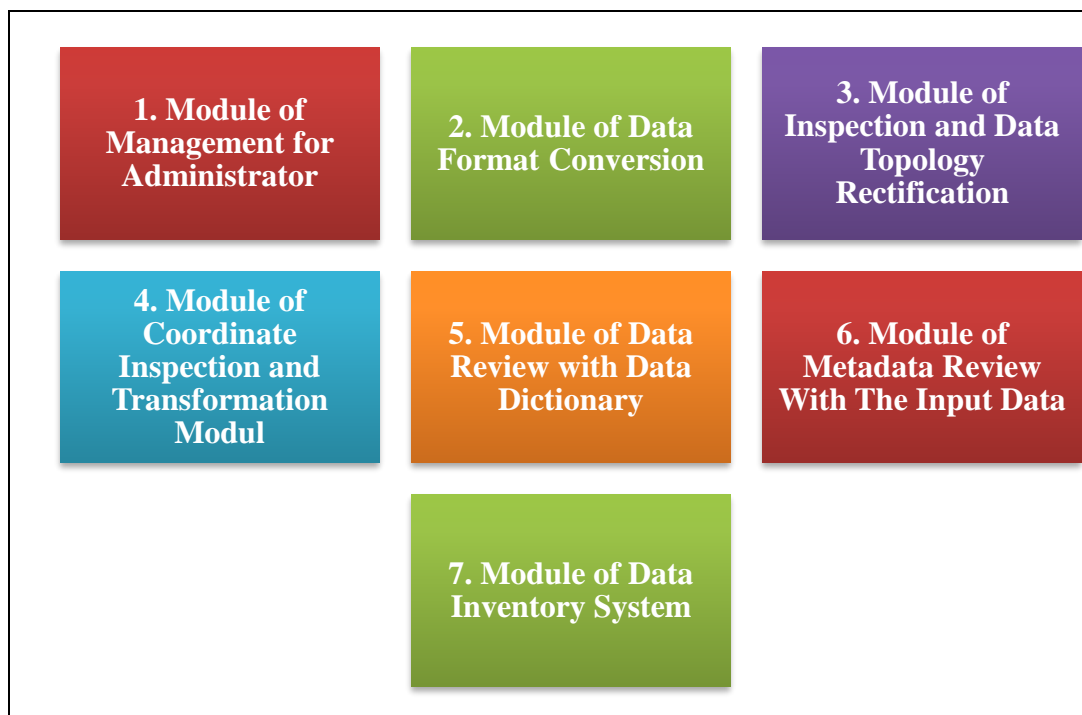 1. Module of
Management for
Administrator
2. Module of Data
Format Conversion
3. Module of
Inspection and Data
Topology
Rectification
4. Module of
Coordinate
Inspection and
Transformation
Modul
5. Module of Data
Review with Data
Dictionary
6. Module of
Metadata Review
With The Input Data
7. Module of Data
Inventory System